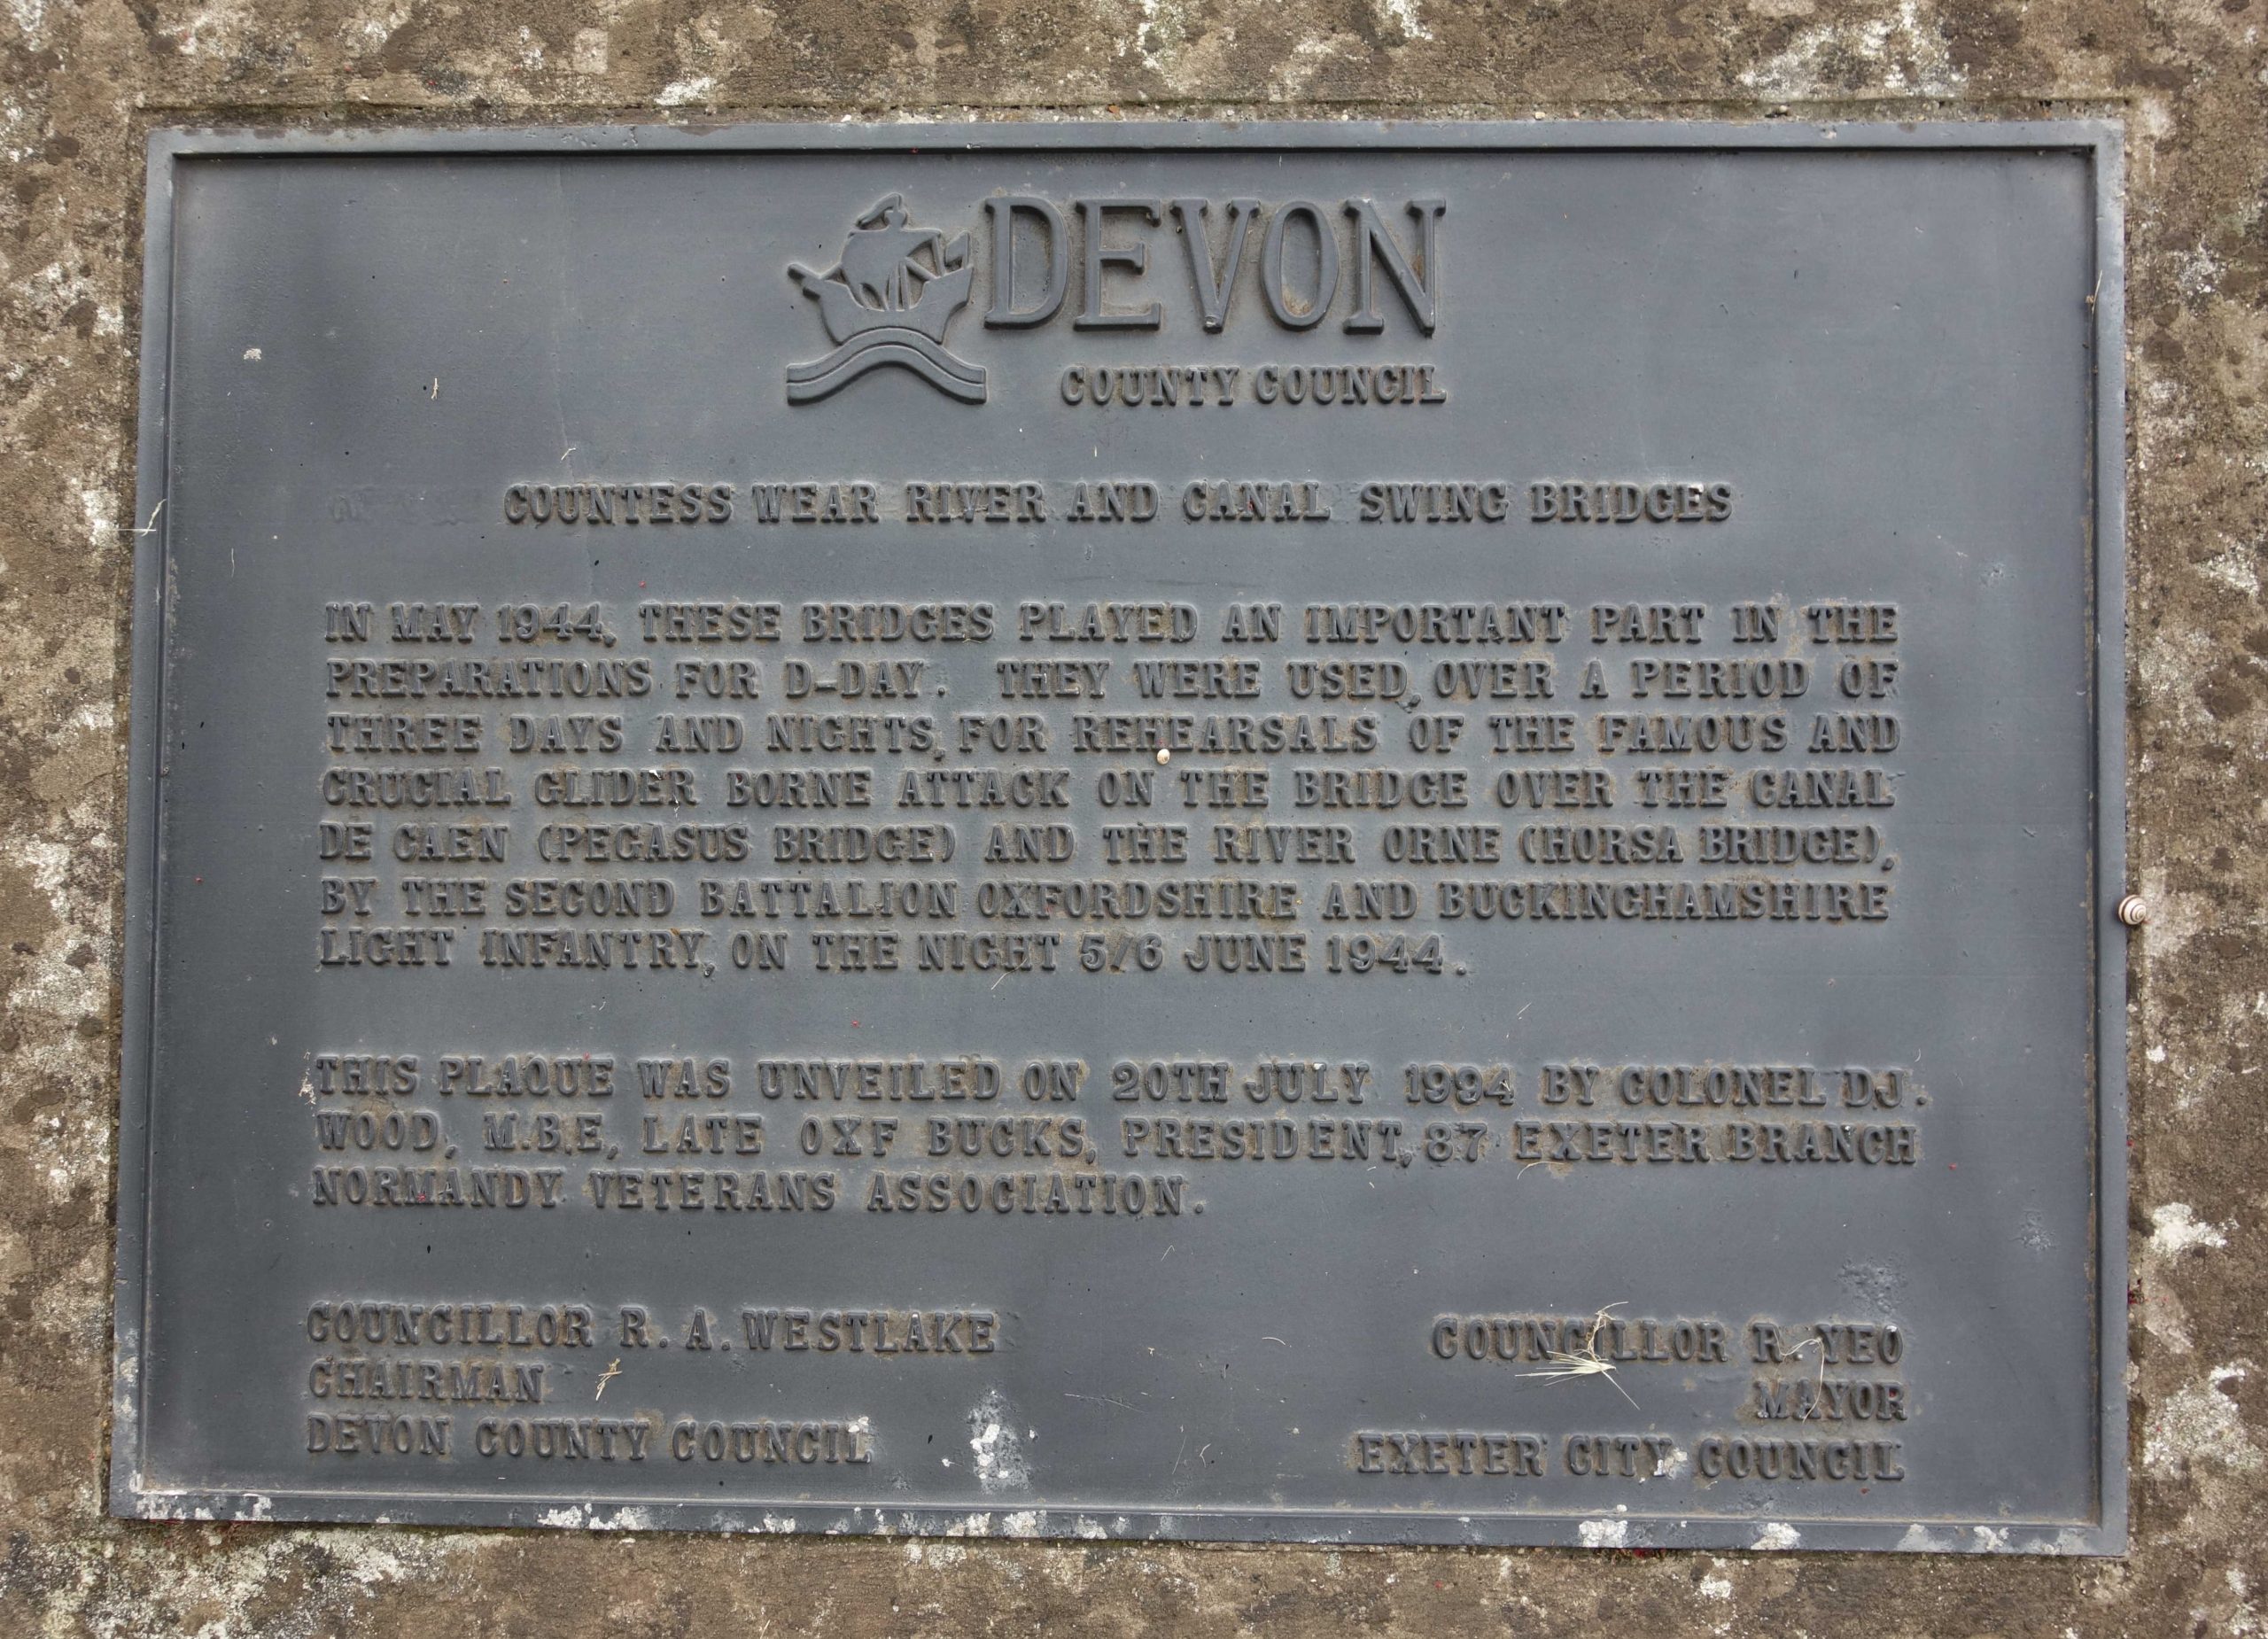 DEVON
COUNTY COUNCIL
COUNTESS WEAR RIVER AND CANAL SWING BRIDGES
IN MAY 1944, THESE BRIDGES PLAYED AN IMPORTANT PART IN THE
PREPARATIONS FOR D-DAY. THEY WERE USED, OVER A PERIOD OF
THREE DAYS AND NIGHTS, FOR REHEARSALS OF THE FAMOUS AND
CRUCIAL GLIDER BORNE ATTACK ON THE BRIDGE OVER THE CANAL
DE CAEN (PEGASUS BRIDGE) AND THE RIVER ORNE (HORSA BRIDGE),
BY THE SECOND BATTALION OXFORDSHIRE AND BUCKINGHAMSHIRE
LIGHT INFANTRY, ON THE NIGHT 5/6 JUNE 1944.
THIS PLAQUE WAS UNVEILED ON 20TH JULY 1994 BY COLONEL DJ.
WOOD, M.B.E, LATE OXF BUCKS, PRESIDENT, 87 EXETER BRANCH
NORMANDY VETERANS ASSOCIATION.
COUNCILLOR R. A. WESTLAKE
CHAIRMAN
DEVON COUNTY COUNCIL
COUNCILLOR R. YEO
MAYOR
EXETER CITY COUNCIL